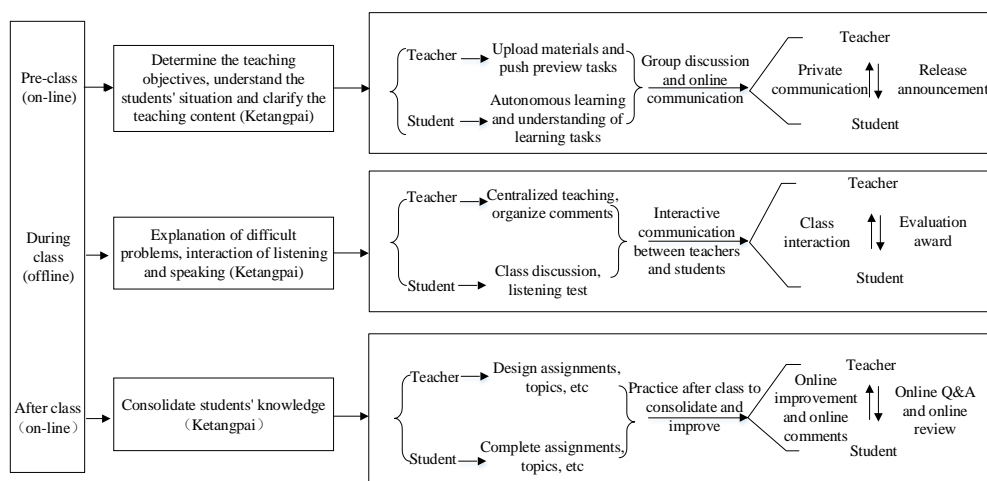 Pre-class
(on-line)
Determine the teaching
objectives, understand the
students' situation and clarify the
teaching content (Ketangpai)
Teacher
Upload materials and
push preview tasks
Student
Autonomous learning
and understanding of
learning tasks
Group discussion
and online
communication
Teacher
Private
communication
Release
announcement
Student
During
class
(offline)
Explanation of difficult
problems, interaction of listening
and speaking (Ketangpai)
Teacher
Centralized teaching,
organize comments
Student
Class discussion,
listening test
Interactive
communication
between teachers
and students
Teacher
Class
interaction
Evaluation
award
Student
After class
（on-line）
Consolidate students' knowledge
（Ketangpai）
Teacher
Design assignments,
topics, etc
Student
Complete assignments,
topics, etc
Practice after class to
consolidate and
improve
Teacher
Online
improvement
and online
comments
Online Q&A
and online
review
Student